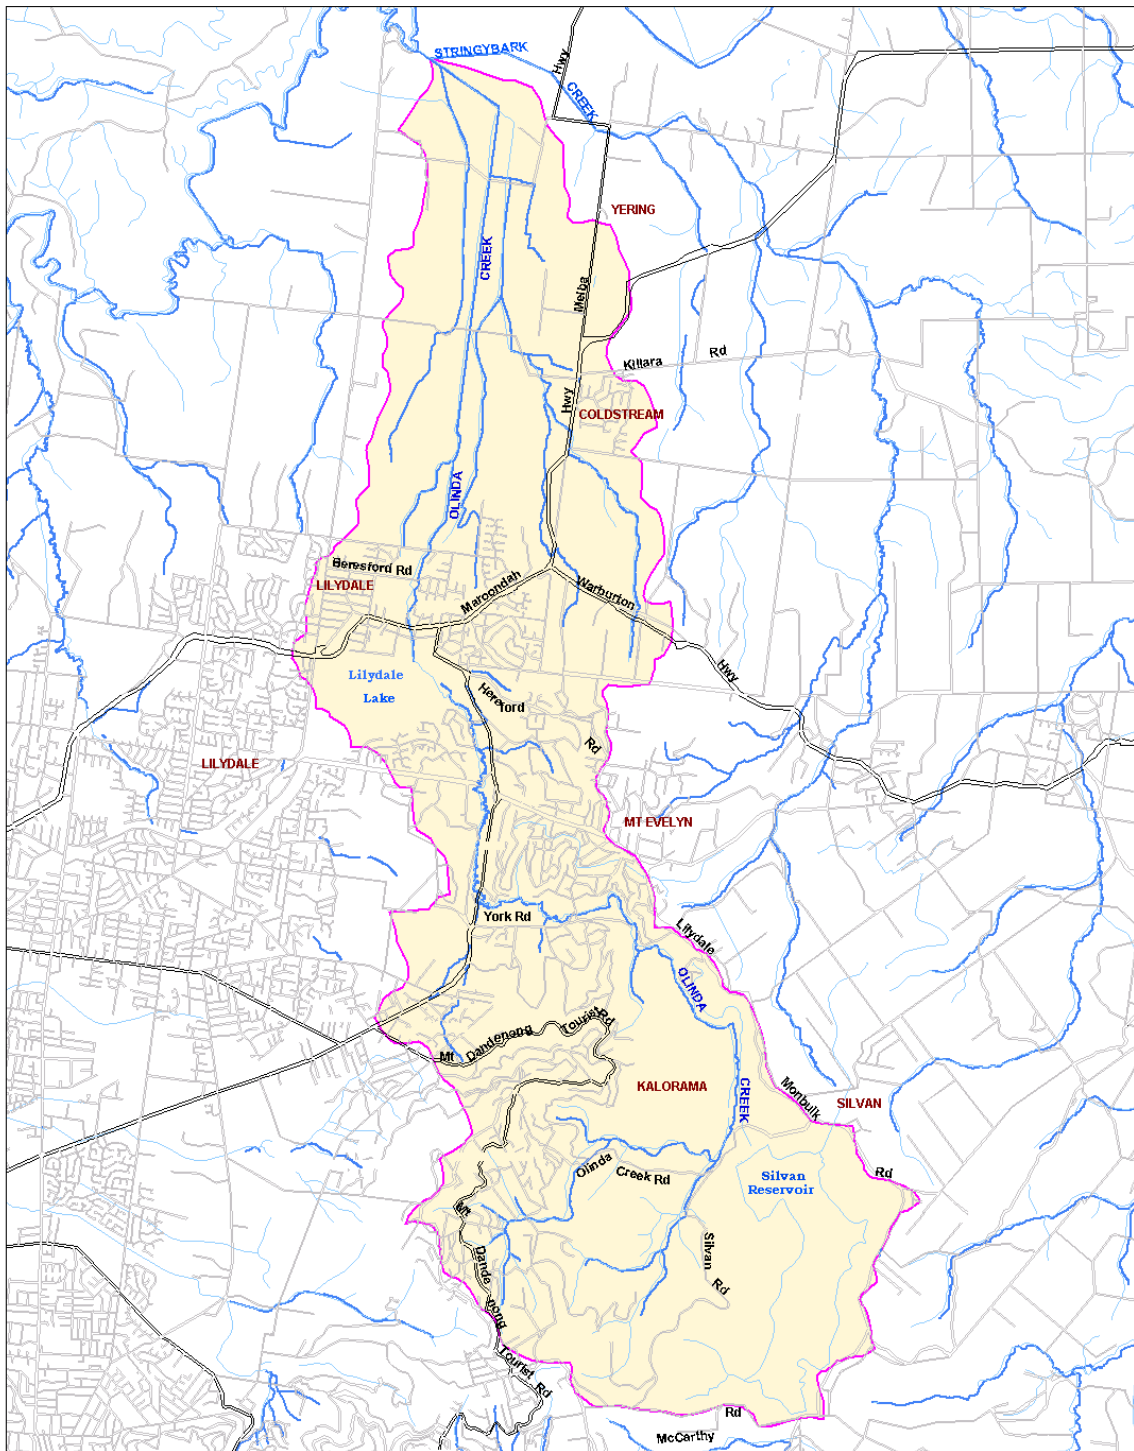 STRINGYBARK
CREEK
Hwy
YERING
CREEK
Melba
Killara Rd
Hwy
COLDSTREAM
OLINDA
Beresford Rd
LILYDALE
Maroondah
Warburton
Hwy
Lilydale
Lake
Hereford
Rd
LILYDALE
MT EVELYN
York Rd
Lilydale
OLINDA
Mt Dandenong Tourist Rd
KALORAMA
CREEK
Monbulk
SILVAN
Rd
Olinda
Creek Rd
Silvan
Reservoir
Mt
Dandenong
Silvan
Rd
Tourist Rd
Rd
McCarthy